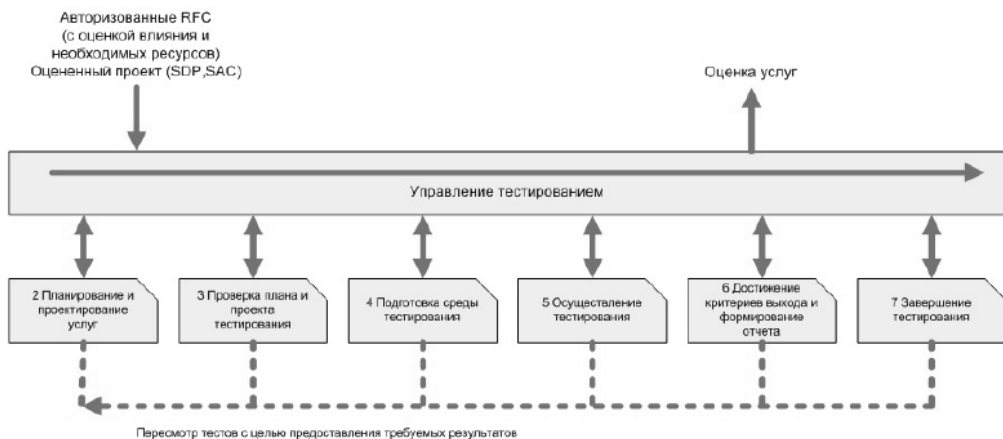 Авторизованные RFC
(с оценкой влияния и
необходимых ресурсов)
Оцененный проект (SDP,SAC)
Оценка услуг
Управление тестированием
2 Планирование и
проектирование
услуг
3 Проверка плана и
проекта
тестирования
4 Подготовка среды
тестирования
5 Осуществление
тестирования
6 Достижение
критериев выхода и
формирование
отчета
7 Завершение
тестирования
Пересмотр тестов с целью предоставления требуемых результатов